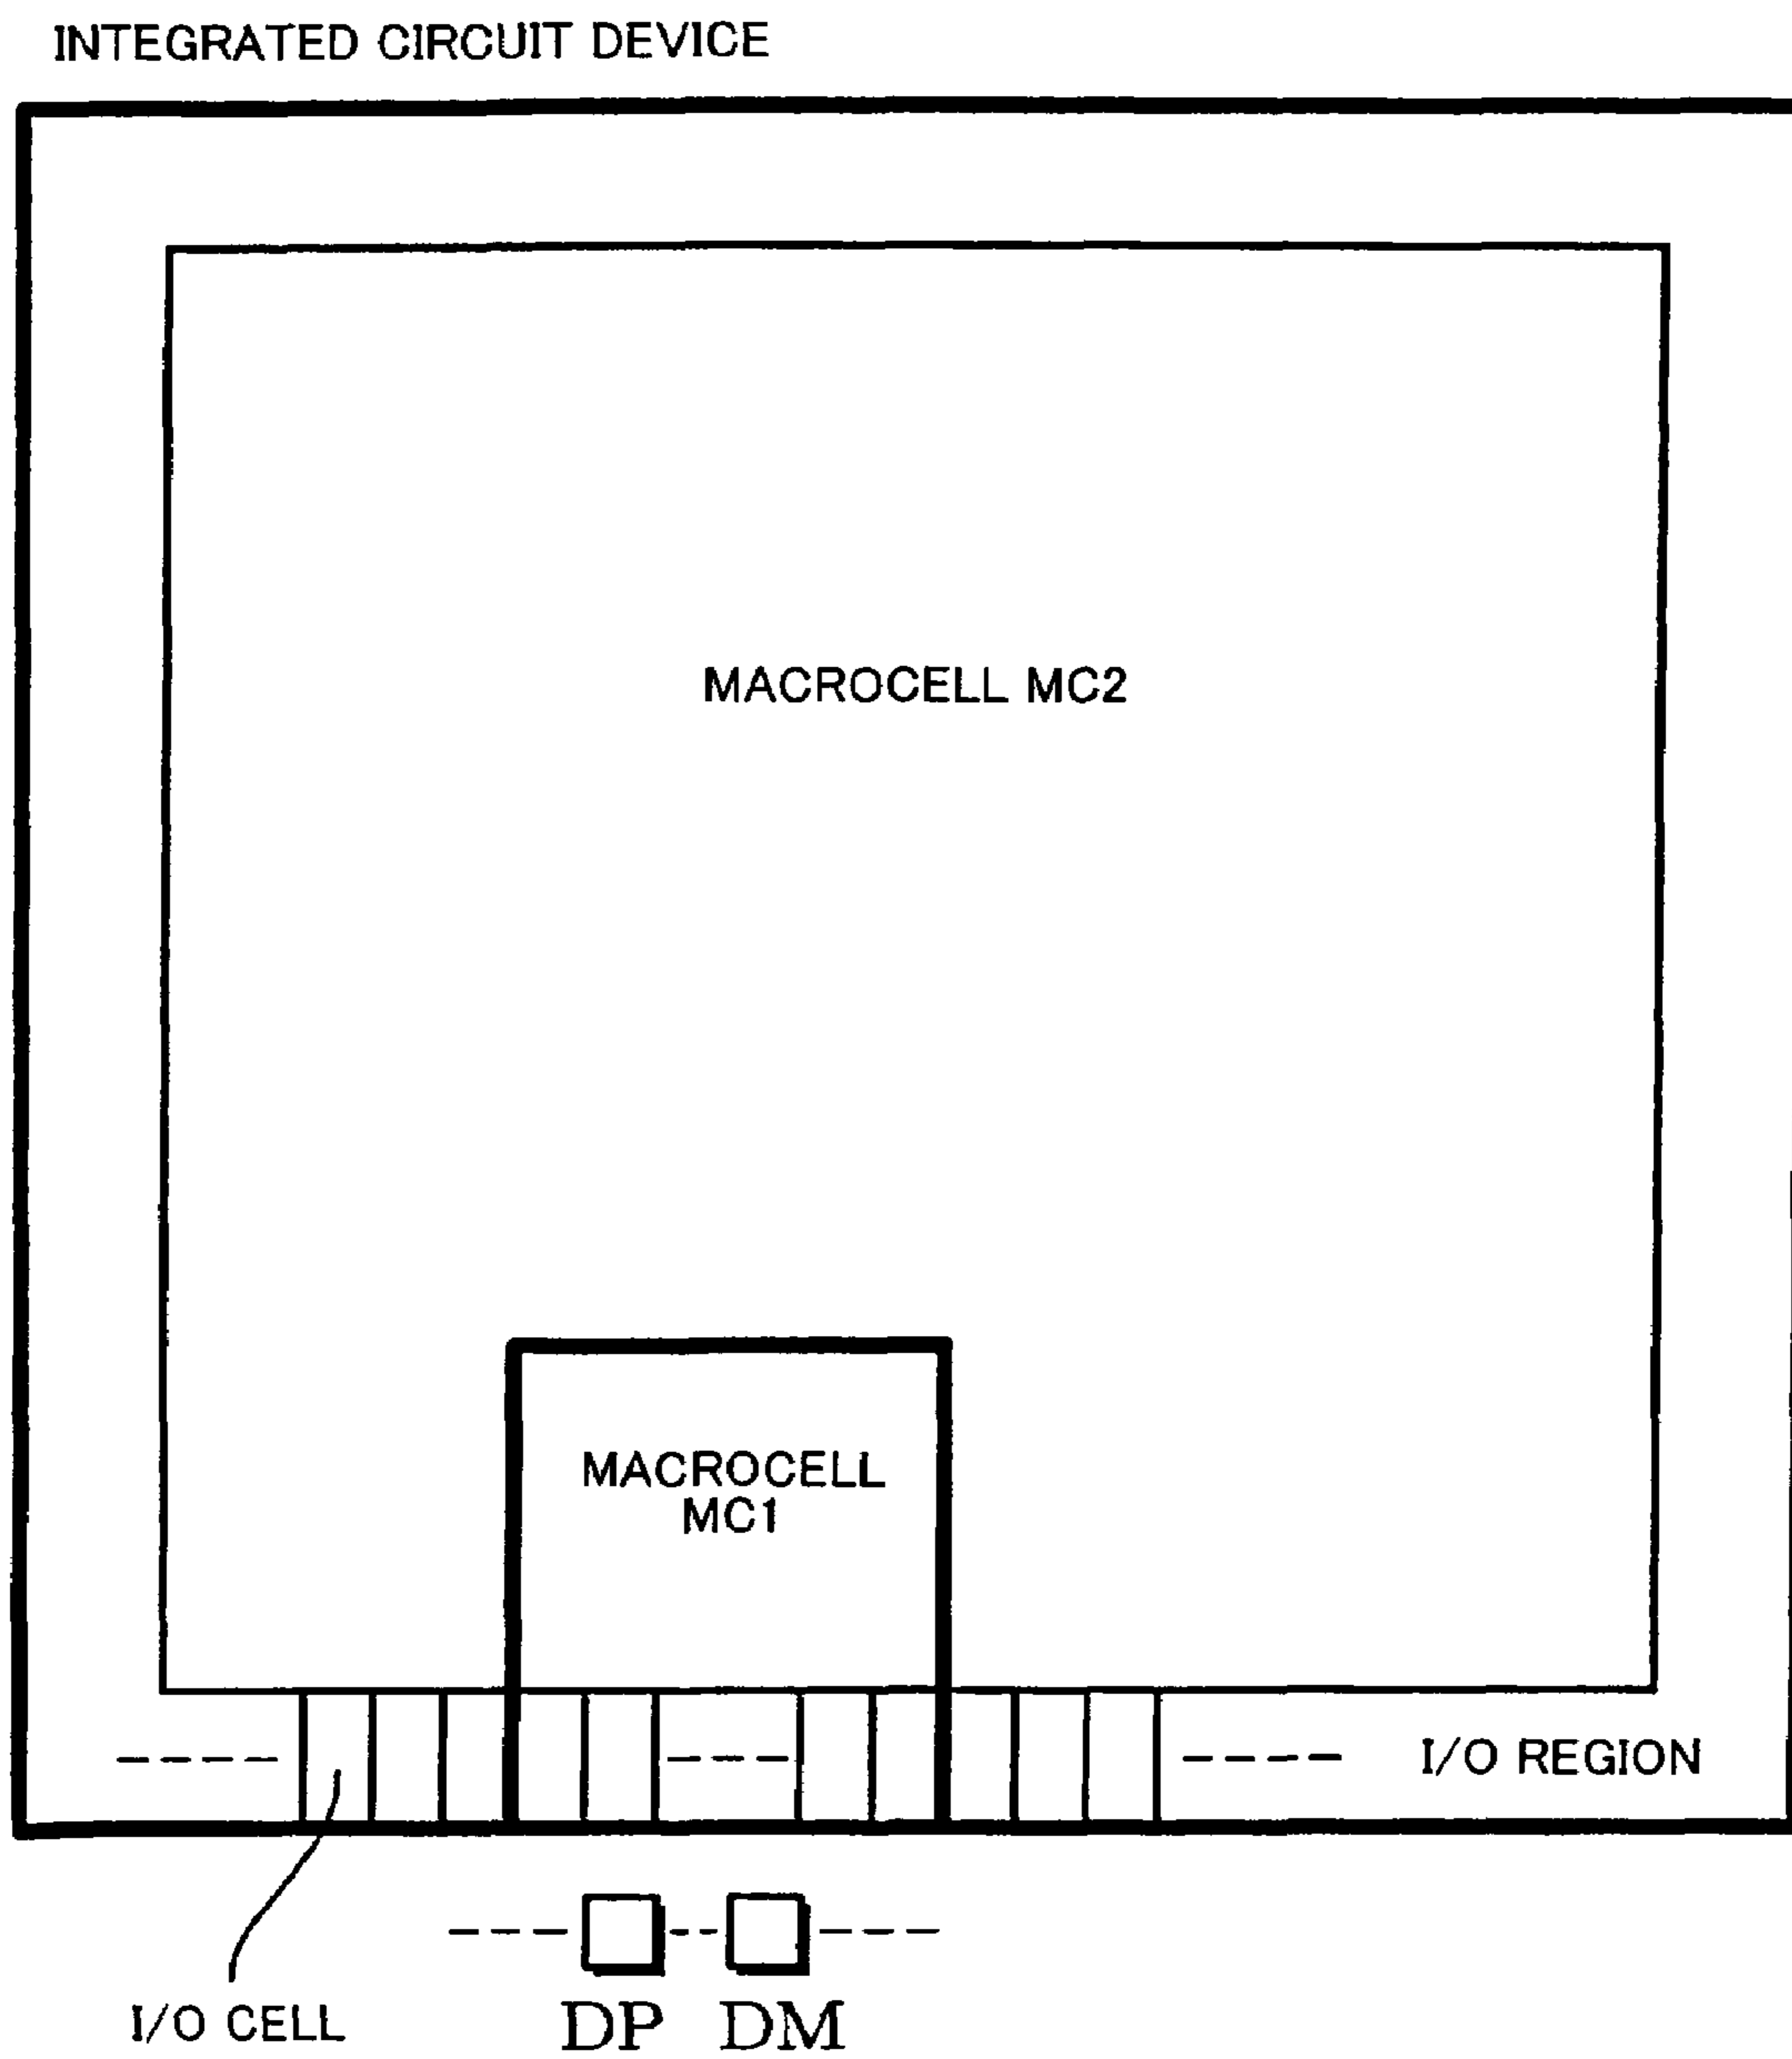 INTEGRATED CIRCUIT DEVICE
MACROCELL MC2
MACROCELL
MC1
I/O REGION
I/O CELL
DP DM